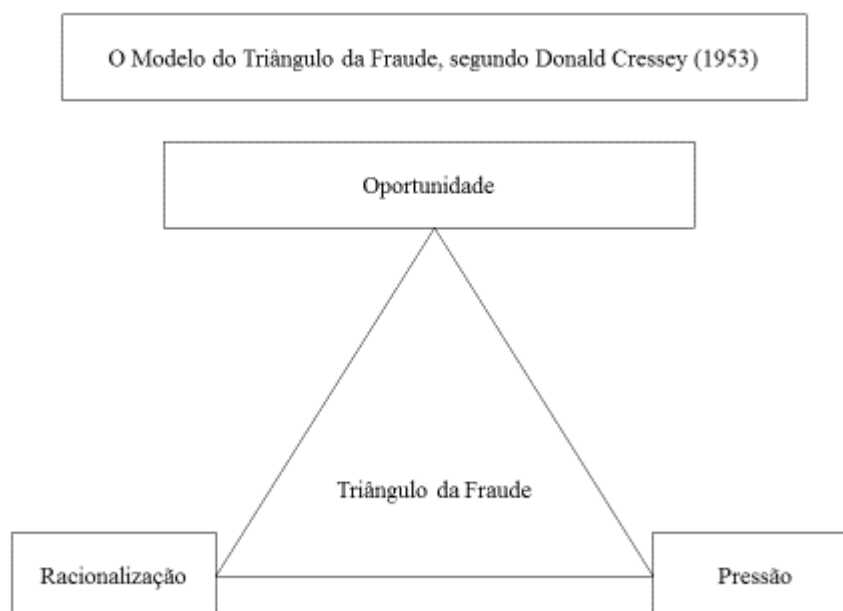 O Modelo do Triângulo da Fraude, segundo Donald Cressey (1953)
Oportunidade
Triângulo da Fraude
Racionalização
Pressão